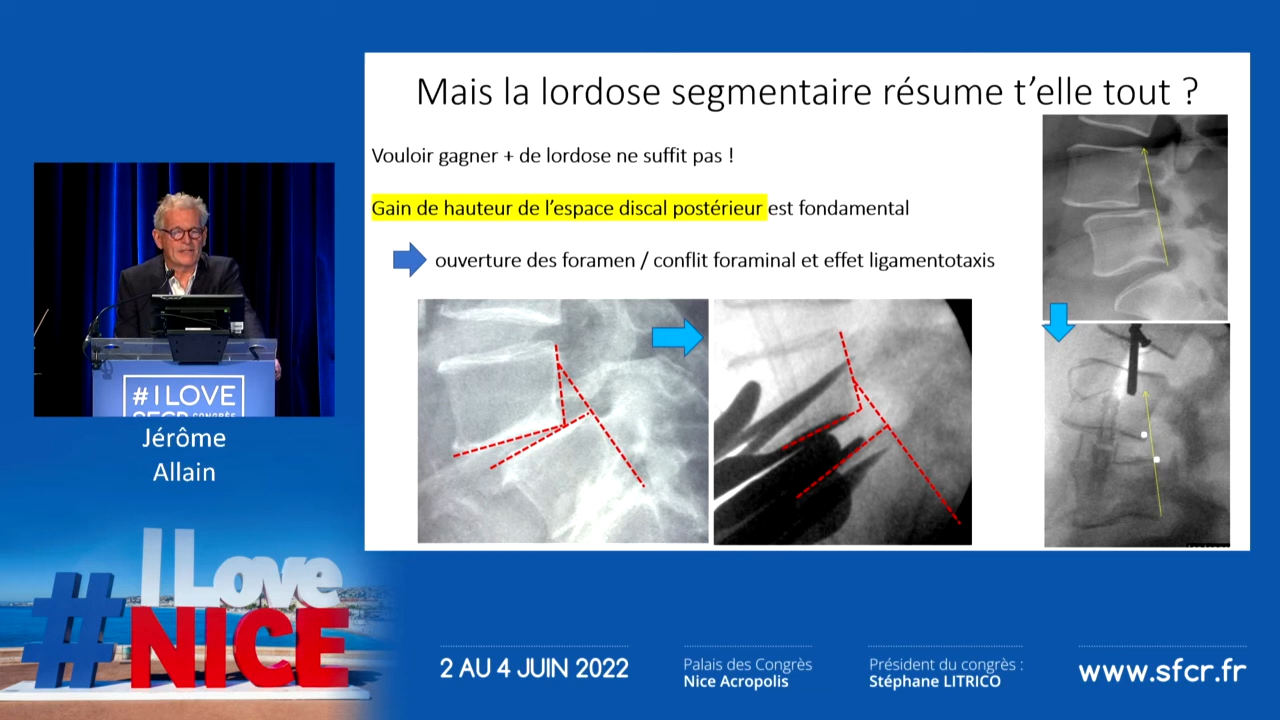 Mais la lordose segmentaire résume t'elle tout ?
Vouloir gagner + de lordose ne suffit pas !
Gain de hauteur de l'espace discal postérieur est fondamental
ouverture des foramen / conflit foraminal et effet ligamentotaxis
# I LOVE
SFCR CONGRÈS
Jérôme
Allain
# I Love
NICE
2 AU 4 JUIN 2022
Palais des Congrès
Nice Acropolis
Président du congrès :
Stéphane LITRICO
www.sfcr.fr